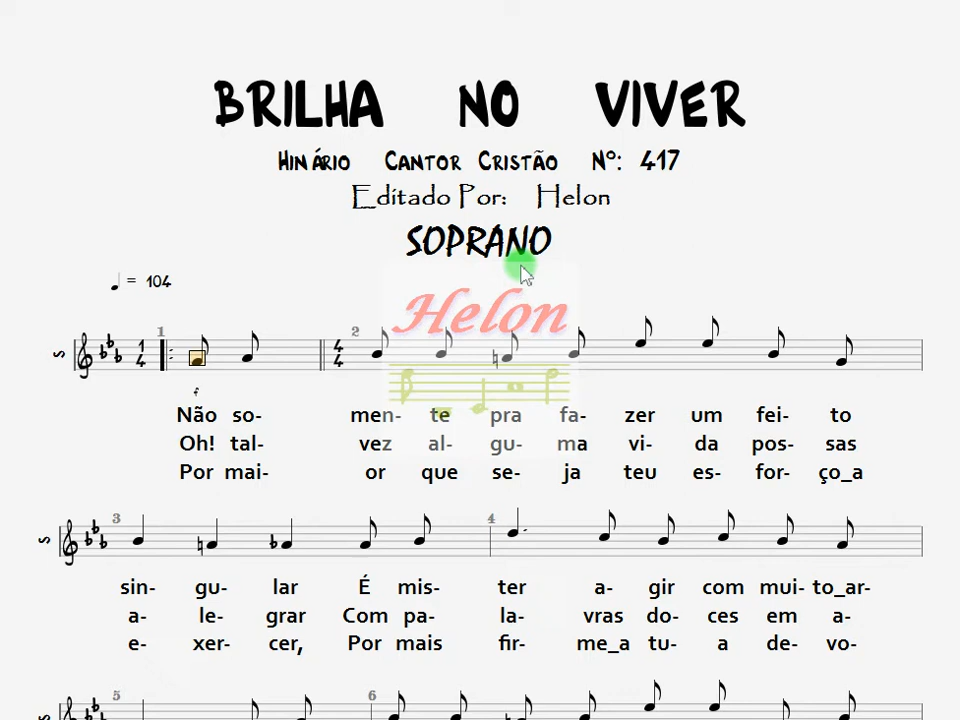 BRILHA NO VIVER
Hinário Cantor Cristão Nº: 417
Editado Por: Helon
SOPRANO
= 104
Helon
1 2
S
1 4 4 4
f
Não so- men- te pra fa- zer um fei- to
Oh! tal- vez al- gu- ma vi- da pos- sas
Por mai- or que se- ja teu es- for- ço_a
3 4
S
sin- gu- lar É mis- ter a- gir com mui- to_ar-
a- le- grar Com pa- la- vras do- ces em a-
e- xer- cer, Por mais fir- me_a tu- a de- vo-
5 6
S